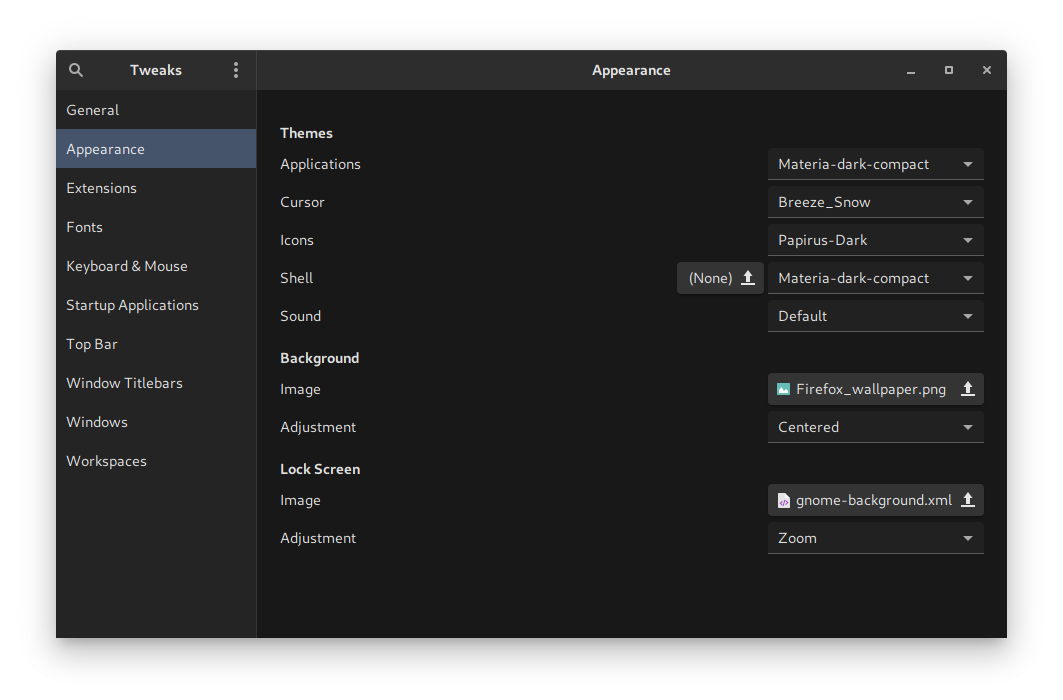 Tweaks
Appearance
General
Appearance
Extensions
Fonts
Keyboard & Mouse
Startup Applications
Top Bar
Window Titlebars
Windows
Workspaces
Themes
Applications Materia-dark-compact
Cursor Breeze_Snow
Icons Papirus-Dark
Shell (None) Materia-dark-compact
Sound Default
Background
Image Firefox_wallpaper.png
Adjustment Centered
Lock Screen
Image gnome-background.xml
Adjustment Zoom